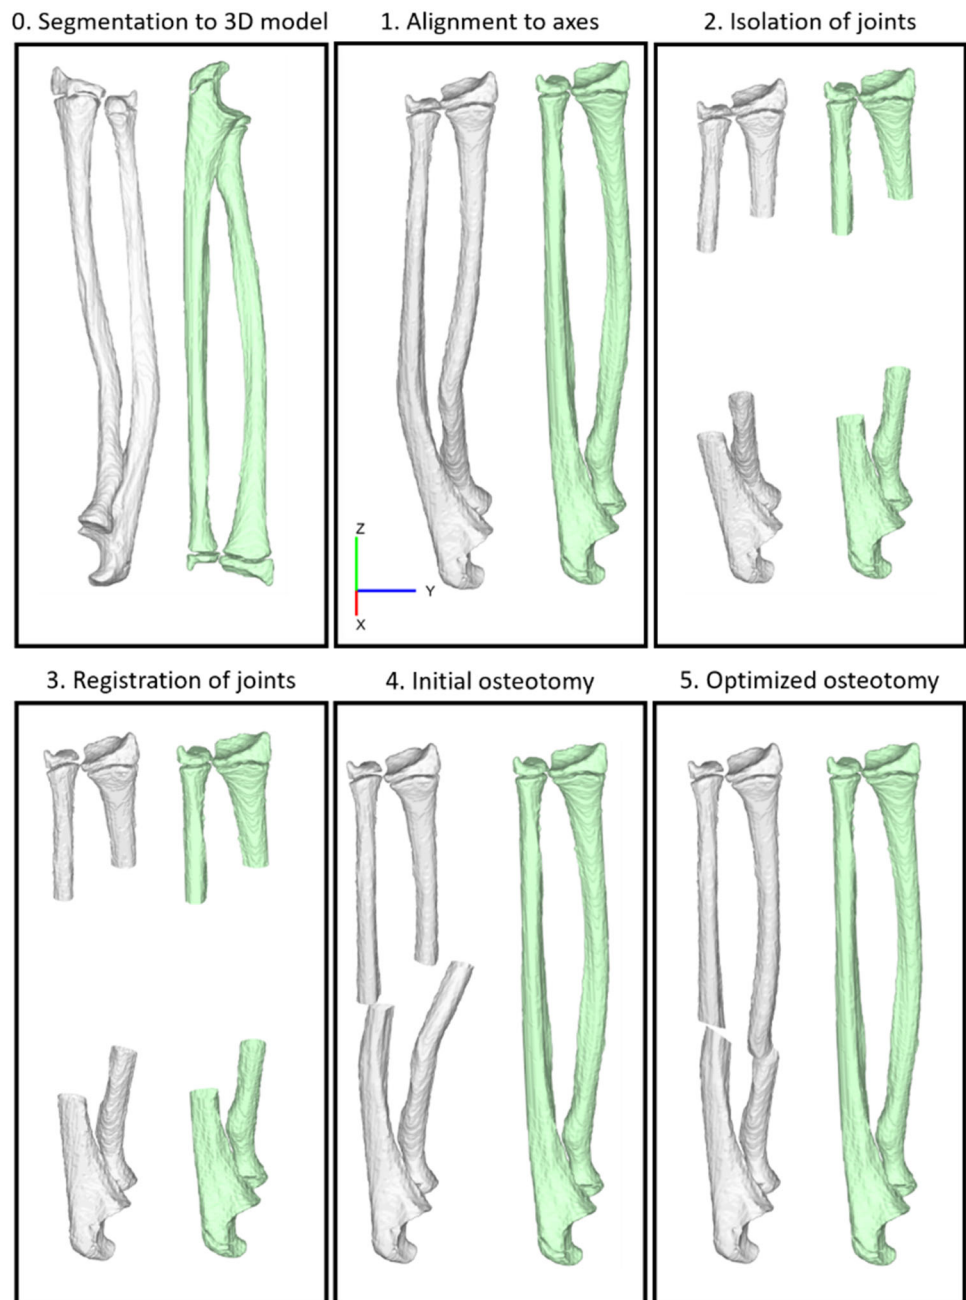 0. Segmentation to 3D model
1. Alignment to axes
2. Isolation of joints
Z
Y
X
3. Registration of joints
4. Initial osteotomy
5. Optimized osteotomy